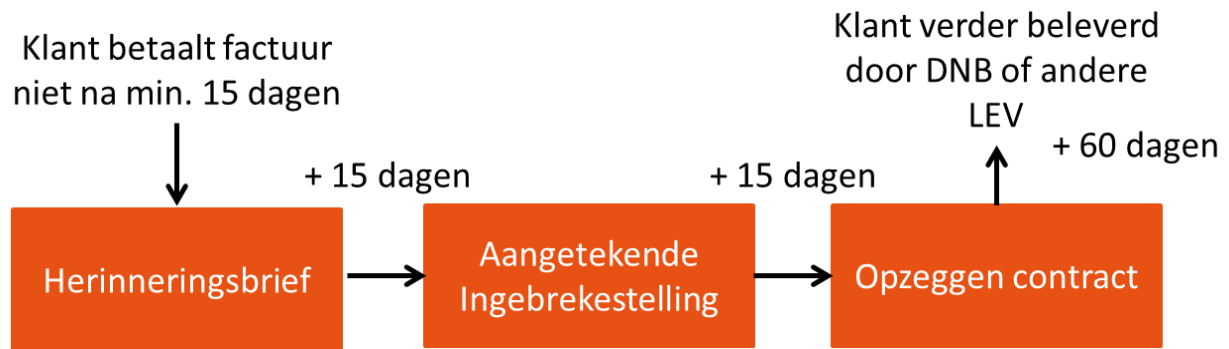 Klant betaalt factuur
niet na min. 15 dagen
Klant verder beleverd
door DNB of andere
LEV
+ 60 dagen
+ 15 dagen
+ 15 dagen
Herinneringsbrief
Aangetekende
Ingebrekestelling
Opzeggen contract